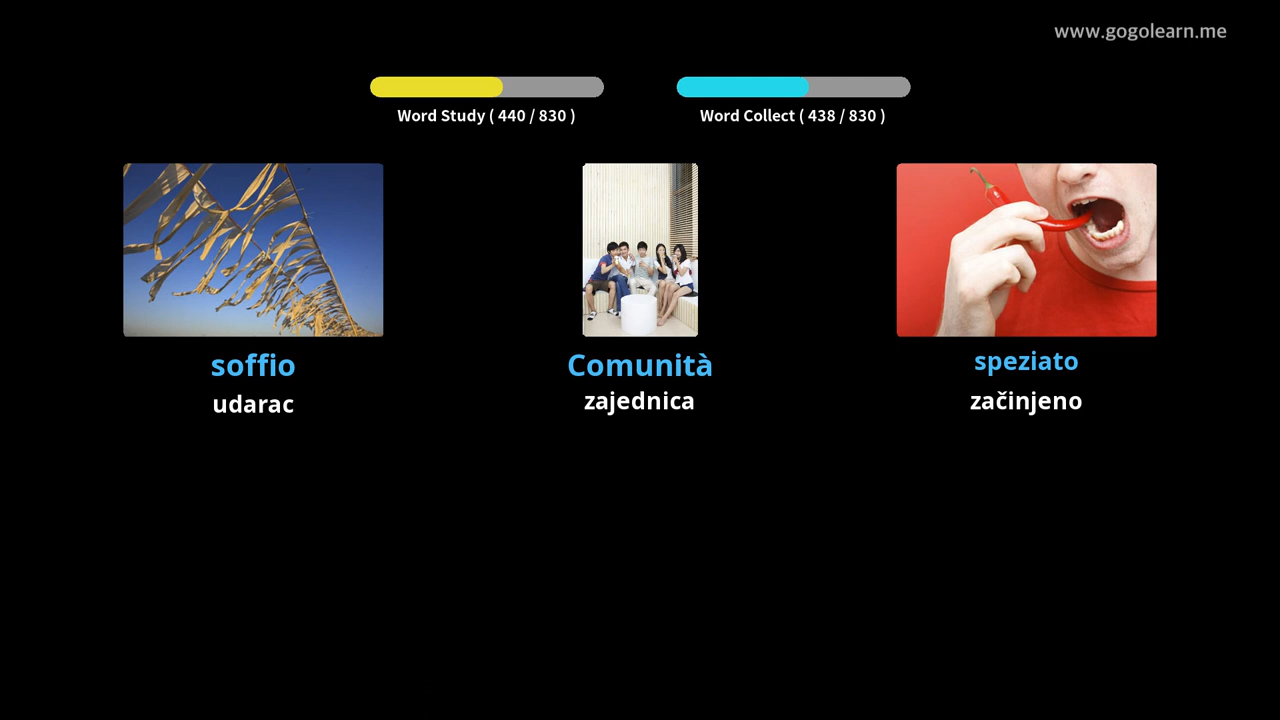 www.gogolearn.me
Word Study ( 440 / 830 )
Word Collect ( 438 / 830 )
soffio
udarac
Comunità
zajednica
speziato
začinjeno